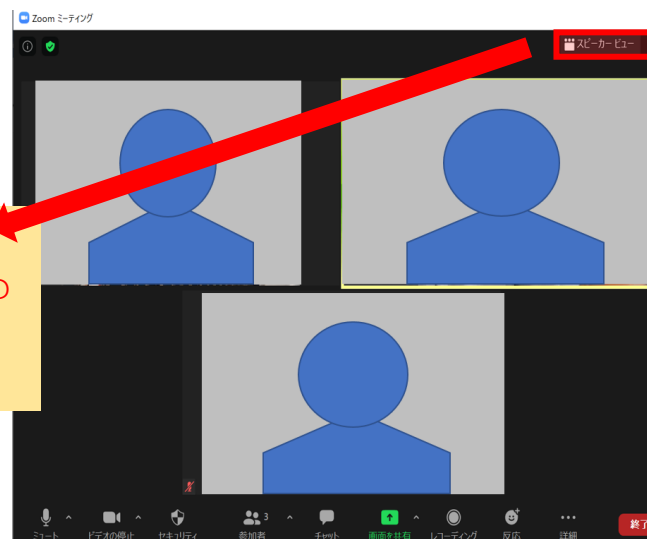 Zoom ミーティング
スピーカー ビュー
の
3
ミュート
ビデオの停止
セキュリティ
参加者
チャット
画面を共有
レコーディング
反応
詳細
終了